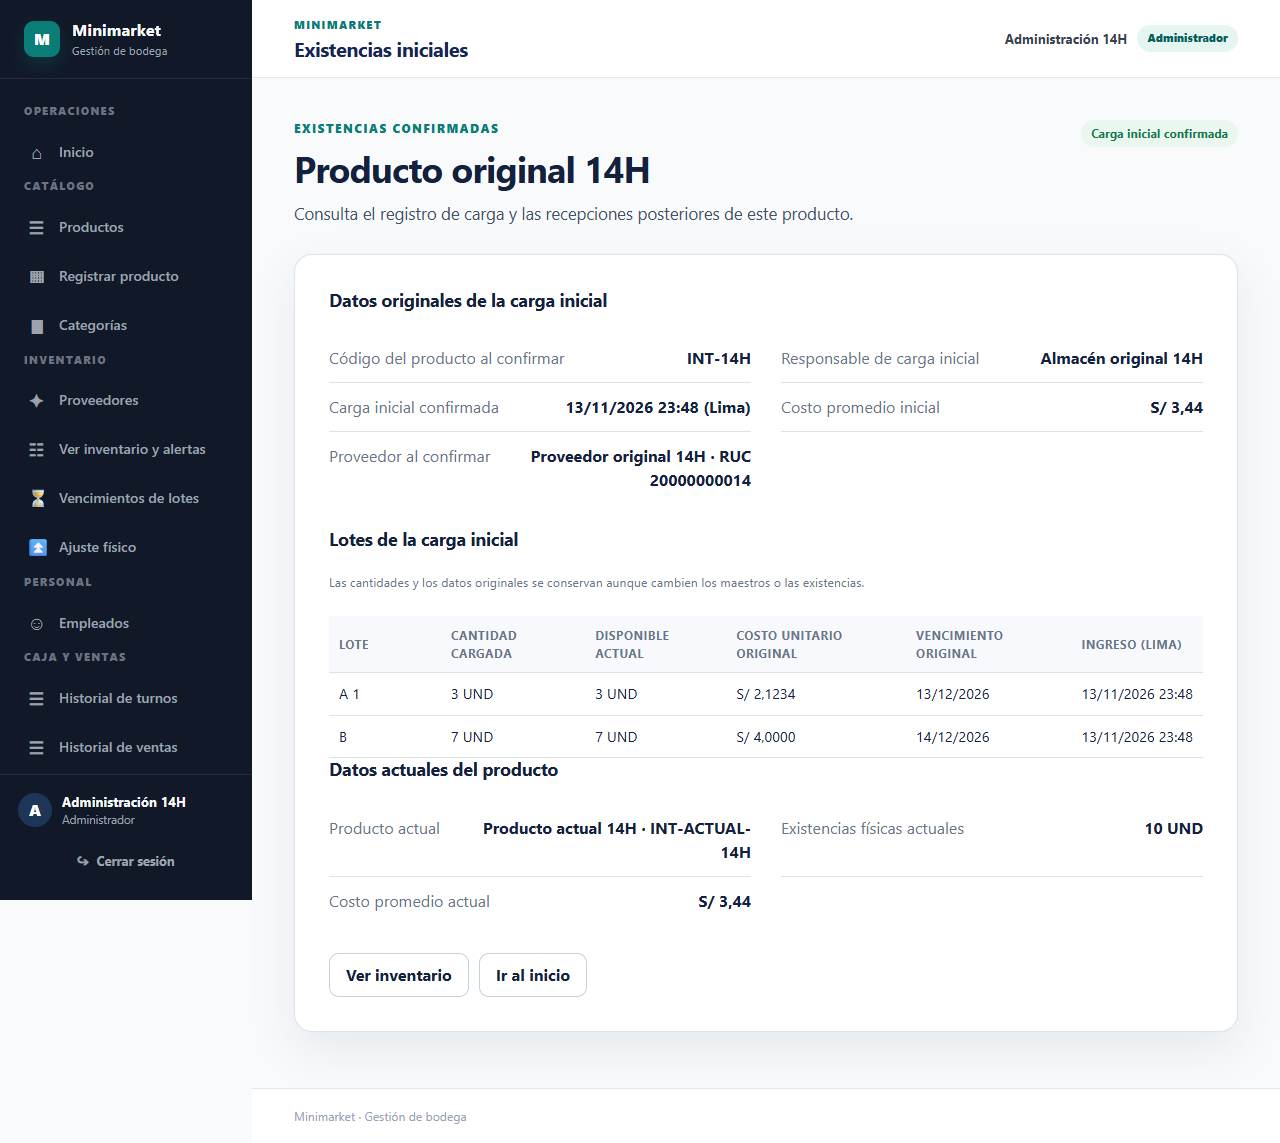 M
Minimarket
Gestión de bodega
OPERACIONES
Inicio
CATÁLOGO
Productos
Registrar producto
Categorías
INVENTARIO
Proveedores
Ver inventario y alertas
Vencimientos de lotes
Ajuste físico
PERSONAL
Empleados
CAJA Y VENTAS
Historial de turnos
Historial de ventas
A
Administración 14H
Administrador
Cerrar sesión
MINIMARKET
Existencias iniciales
Administración 14H
Administrador
EXISTENCIAS CONFIRMADAS
Carga inicial confirmada
Producto original 14H
Consulta el registro de carga y las recepciones posteriores de este producto.
Datos originales de la carga inicial
Código del producto al confirmar INT-14H
Responsable de carga inicial Almacén original 14H
Carga inicial confirmada 13/11/2026 23:48 (Lima)
Costo promedio inicial S/ 3,44
Proveedor al confirmar Proveedor original 14H · RUC
20000000014
Lotes de la carga inicial
Las cantidades y los datos originales se conservan aunque cambien los maestros o las existencias.
LOTE CANTIDAD CARGADA DISPONIBLE ACTUAL COSTO UNITARIO ORIGINAL VENCIMIENTO ORIGINAL INGRESO (LIMA)
A 1 3 UND 3 UND S/ 2,1234 13/12/2026 13/11/2026 23:48
B 7 UND 7 UND S/ 4,0000 14/12/2026 13/11/2026 23:48
Datos actuales del producto
Producto actual Producto actual 14H · INT-ACTUAL-
14H
Existencias físicas actuales 10 UND
Costo promedio actual S/ 3,44
Ver inventario
Ir al inicio
Minimarket · Gestión de bodega